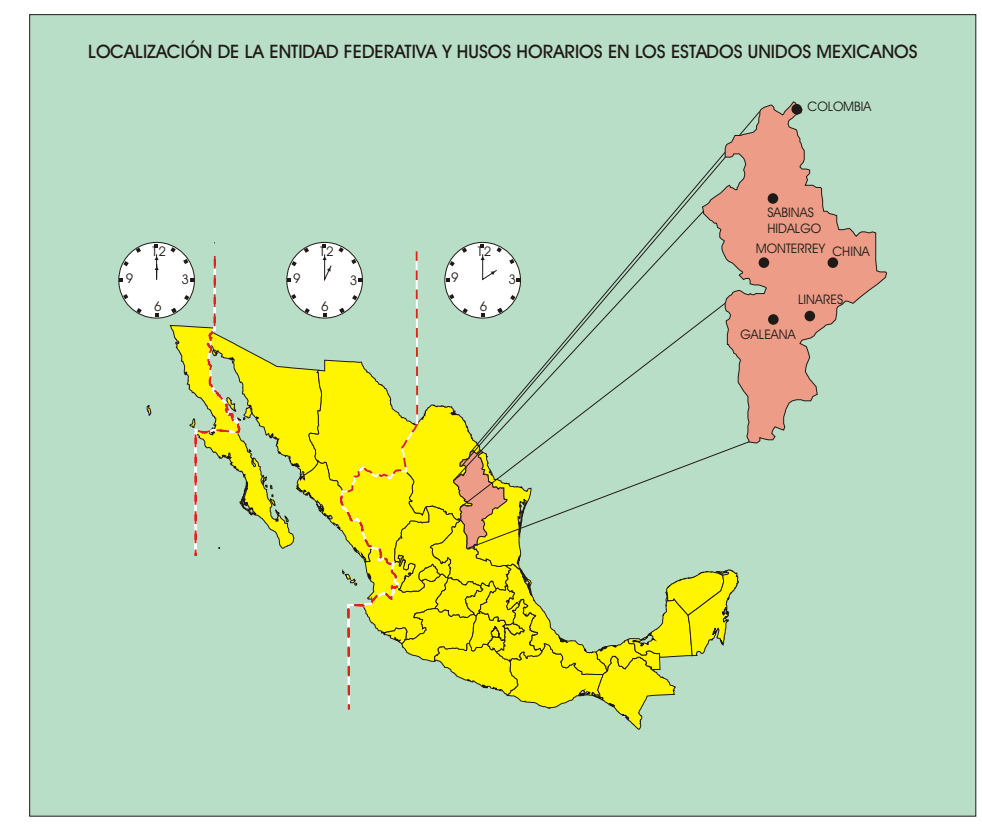 LOCALIZACIÓN DE LA ENTIDAD FEDERATIVA Y HUSOS HORARIOS EN LOS ESTADOS UNIDOS MEXICANOS
COLOMBIA
SABINAS
HIDALGO
MONTERREY
CHINA
LINARES
GALEANA
12
9
3
6
12
9
3
6
12
9
3
6